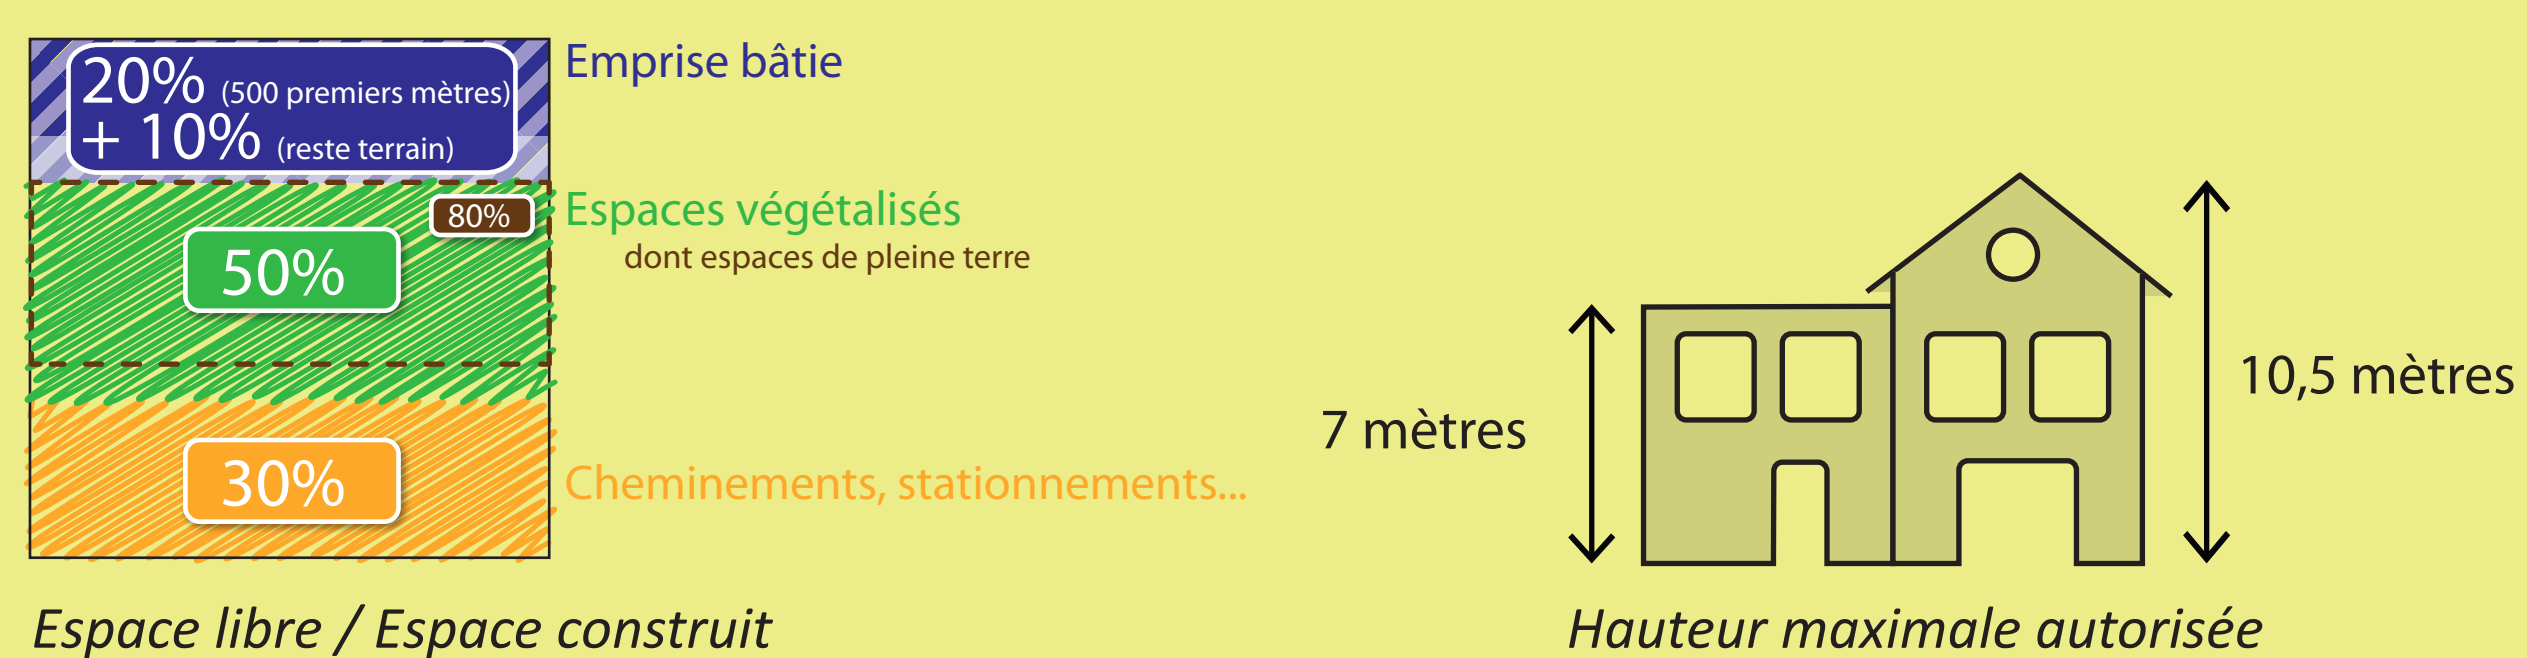 20% (500 premiers mètres)
+ 10% (reste terrain)
Emprise bâtie
80%
Espaces végétalisés
dont espaces de pleine terre
50%
30%
Cheminements, stationnements...
Espace libre / Espace construit
7 mètres
10,5 mètres
Hauteur maximale autorisée